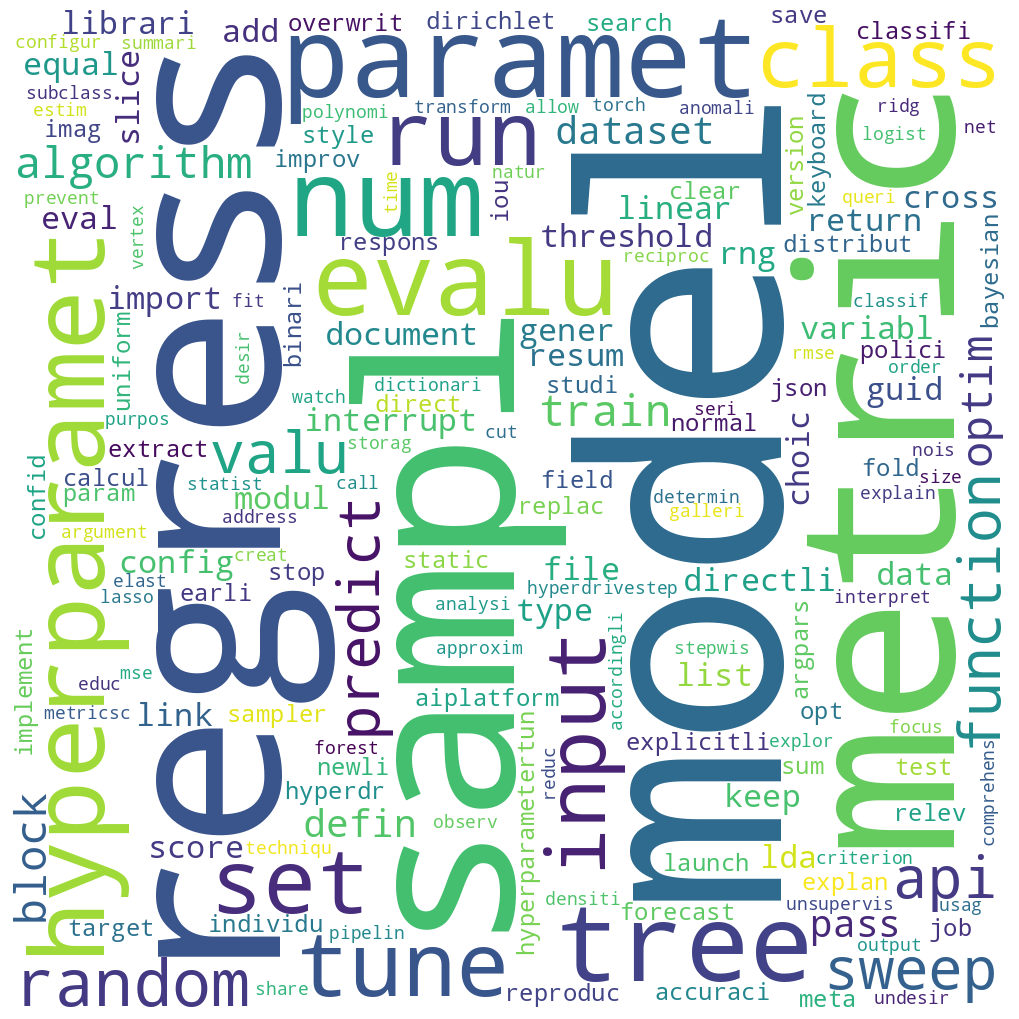 librari
add
overwrit
dirichlet
search
save
classifi
configur
summari
paramet
class
equal
slice
subclass
estim
imag
polynomi
transform
allow
torch
anomali
ridg
net
logist
style
run
dataset
version
keyboard
algorithm
improv
num
natur
time
iou
clear
queri
cross
prevent
eval
vertex
respons
linear
return
threshold
reciproc
rng
distribut
bayesian
import
fit
evalu
binari
desir
uniform
document
gener
resum
classif
variabl
rmse
polici
order
purpos
watch
dictionari
direct
studi
json
guid
optim
interrupt
train
seri
normal
choic
extract
storag
cut
valu
nois
confid
calcul
param
statist
call
modul
field
determin
galleri
fold
size
explain
replac
argument
address
config
creat
static
file
directli
data
function
elast
lasso
earli
stop
hyperdrivestep
type
interpret
analysi
predict
approxim
accordingli
stepwis
list
argpars
implement
educ
mse
metricsc
link
sampler
aiplatform
input
opt
focus
forest
newli
explicitli
explor
hyperparamet
regress
sampl
model
metric
hyperdr
reduc
sum
test
comprehens
block
defin
observ
hyperparametertun
keep
relev
score
techniqu
set
launch
lda
criterion
explan
api
densiti
unsupervis
usag
target
individu
pipelin
forecast
tree
pass
job
output
random
share
tune
reproduc
accuraci
sweep
meta
undesir